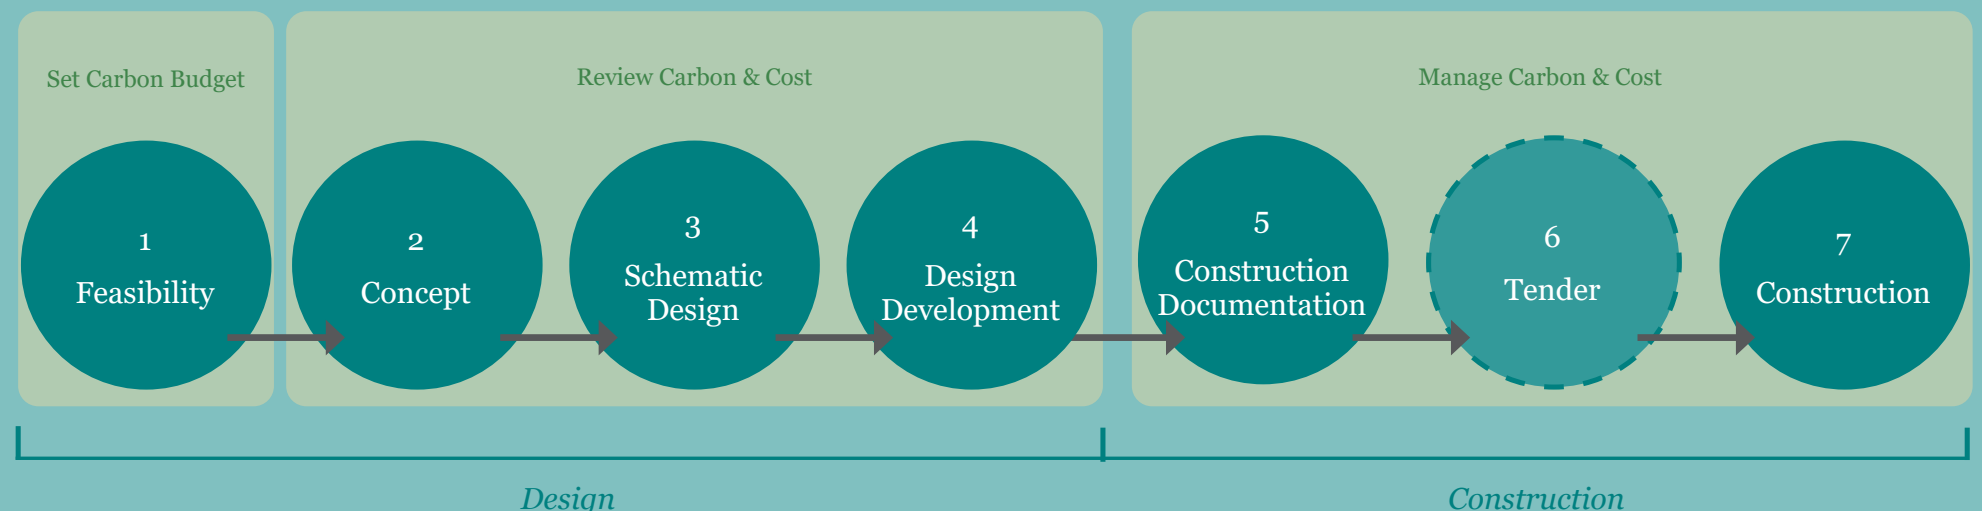 Set Carbon Budget
Review Carbon & Cost
Manage Carbon & Cost
1
Feasibility
2
Concept
3
Schematic
Design
4
Design
Development
5
Construction
Documentation
6
Tender
7
Construction
Design
Construction